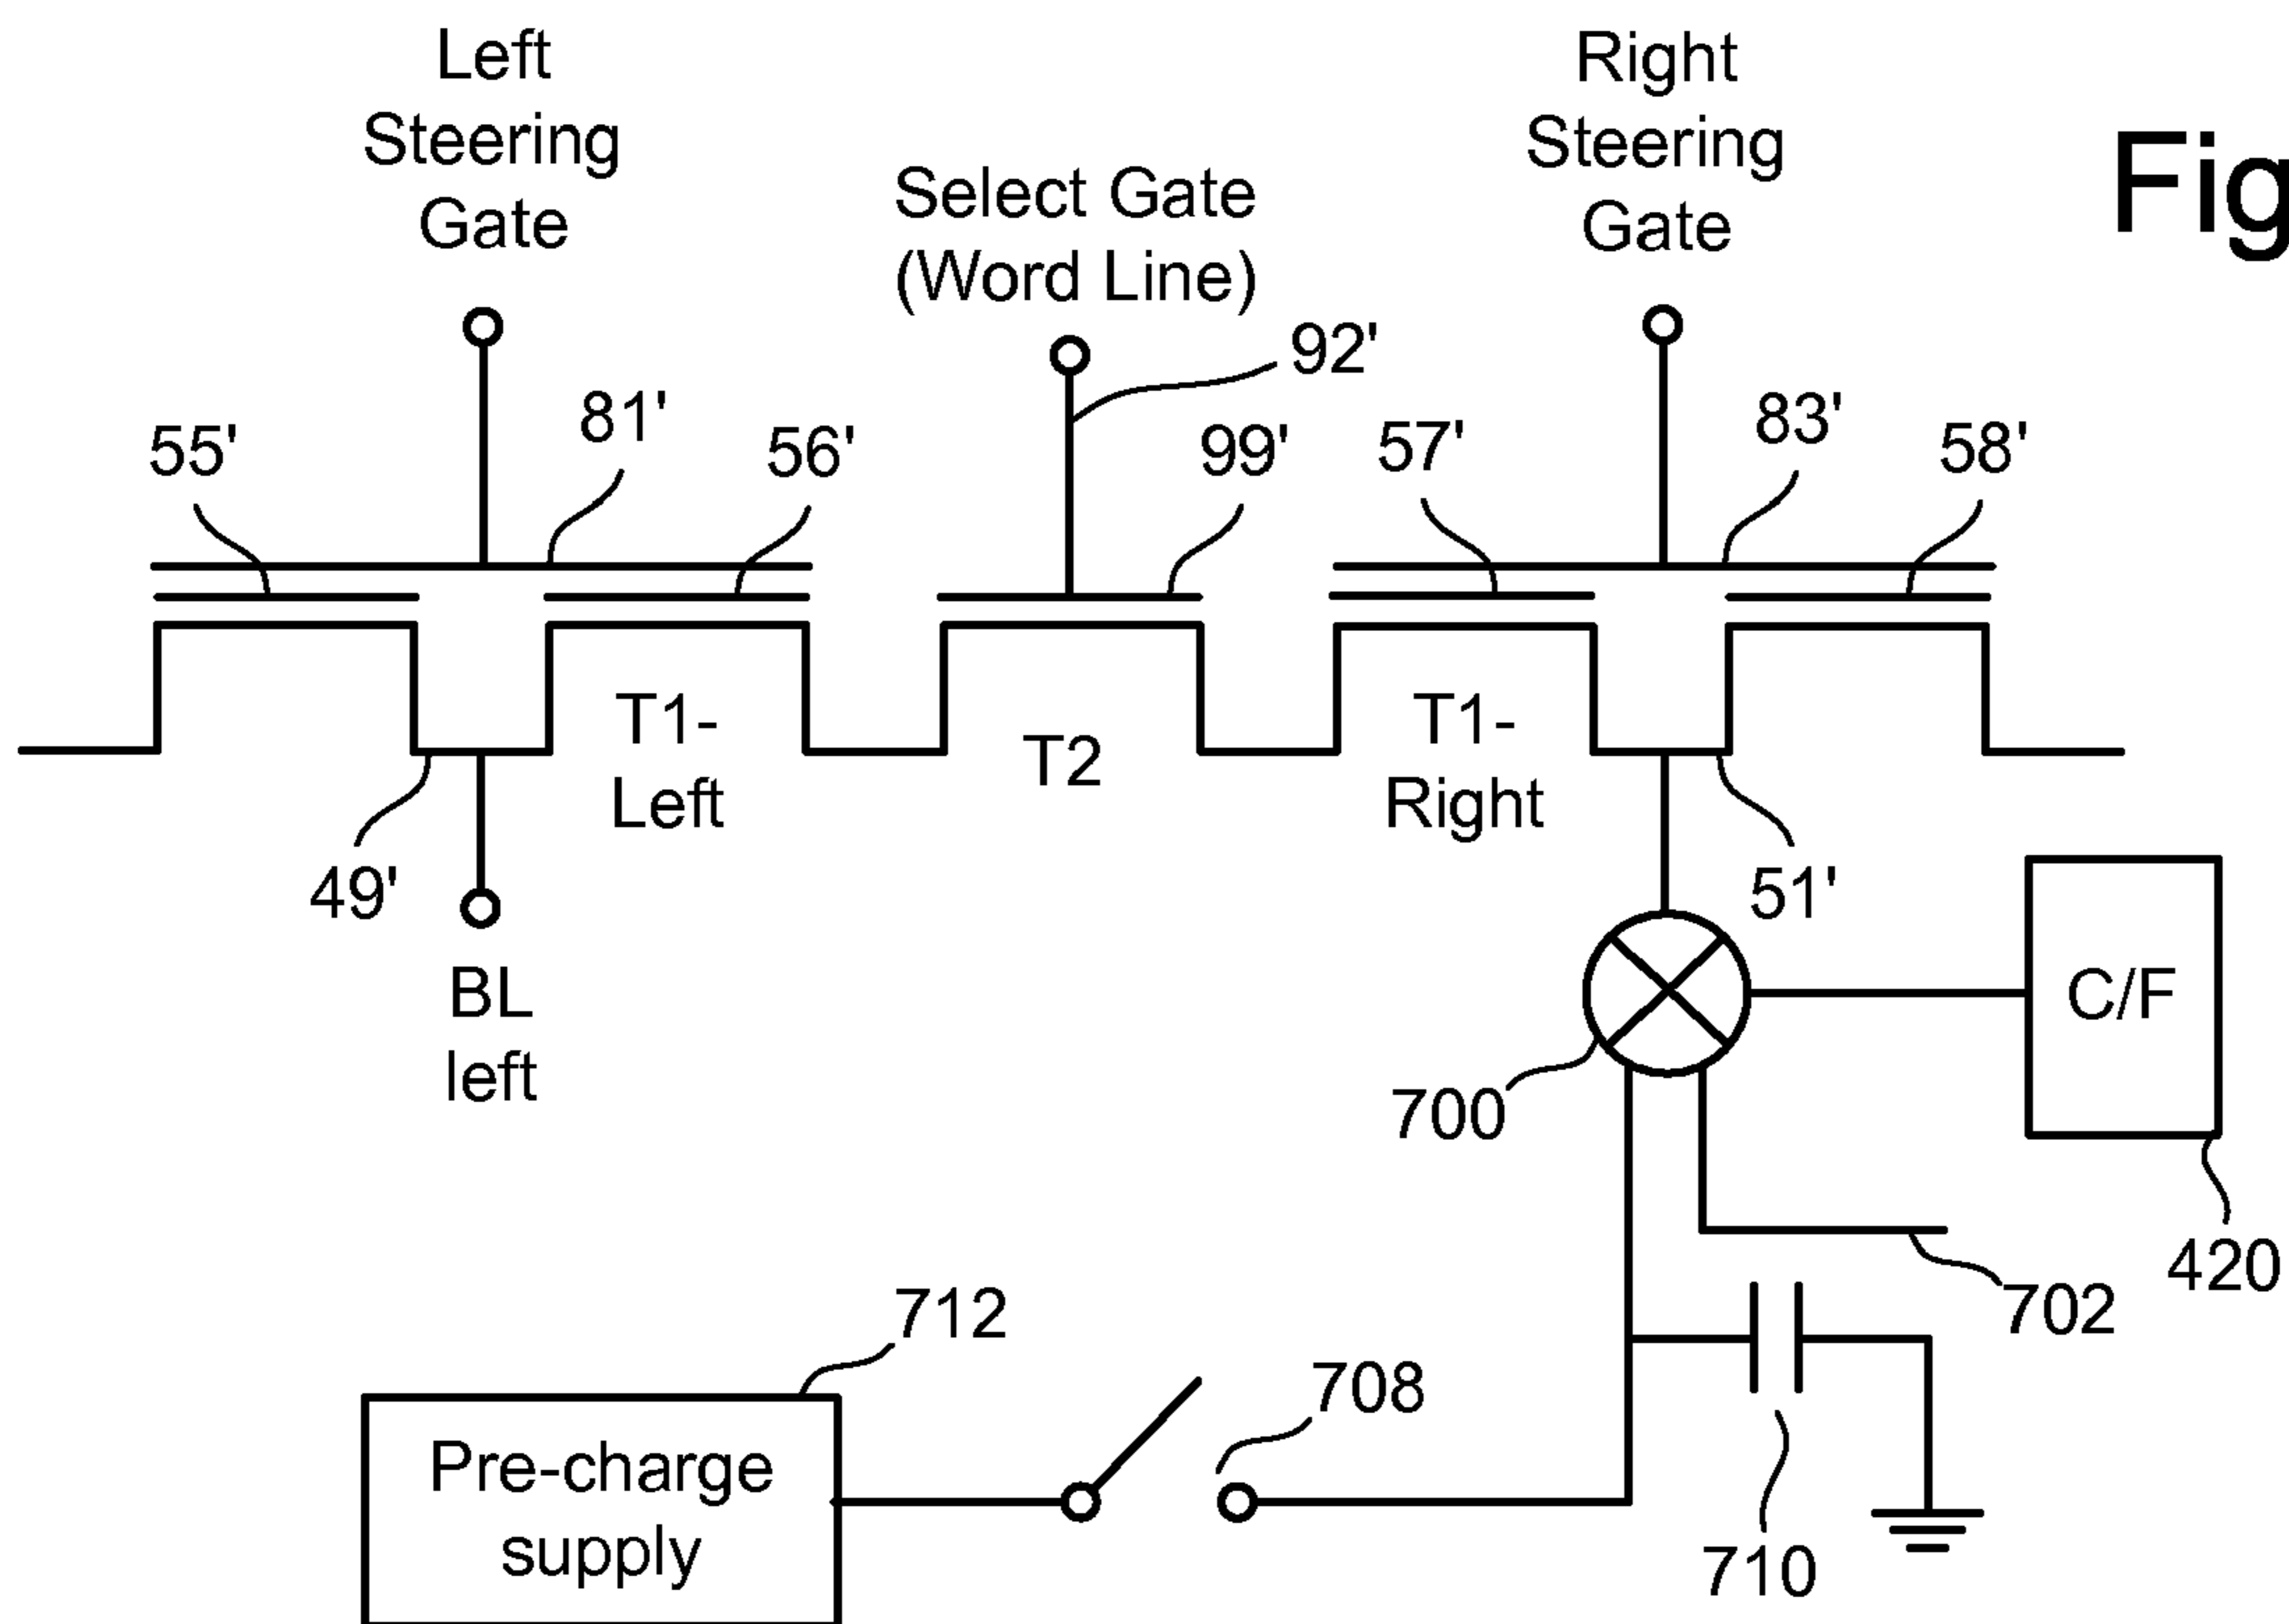 Left
Steering
Gate
Right
Steering
Gate
Fig
Select Gate
(Word Line)
92'
55'
81'
56'
99'
57'
83'
58'
T1-
Left
T2
T1-
Right
49'
51'
BL
left
C/F
700
420
702
712
708
Pre-charge
supply
710